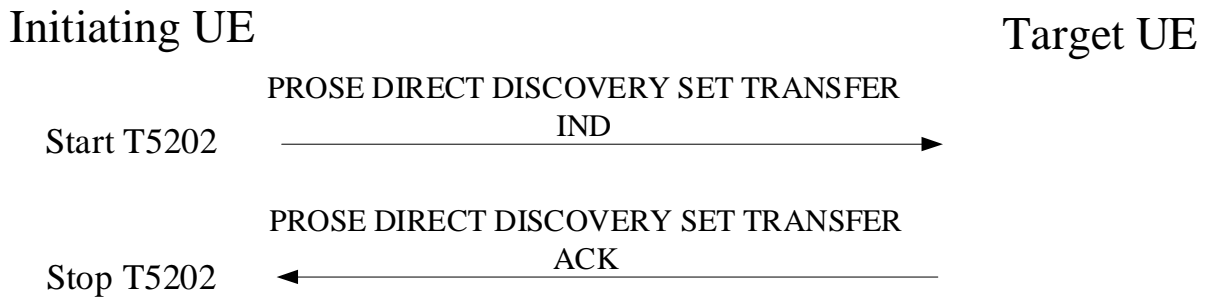 Initiating UE
Target UE
PROSE DIRECT DISCOVERY SET TRANSFER
IND
Start T5202
PROSE DIRECT DISCOVERY SET TRANSFER
ACK
Stop T5202